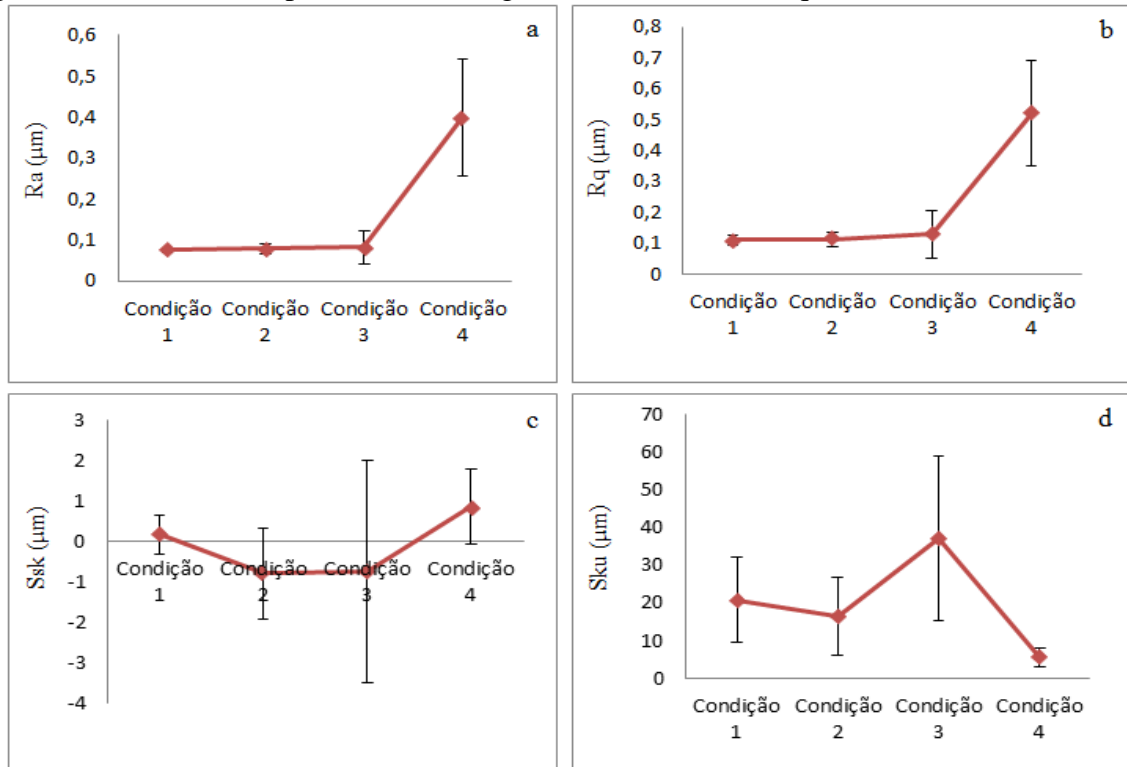 a
0,6
0,5
0,4
0,3
0,2
0,1
0
Ra (µm)
Condição Condição Condição Condição
1 2 3 4
b
0,8
0,7
0,6
0,5
0,4
0,3
0,2
0,1
0
Rq (µm)
Condição Condição Condição Condição
1 2 3 4
c
3
2
1
0
-1
-2
-3
-4
Ssk (µm)
Condição Condição Condição Condição
1 2 3 4
d
70
60
50
40
30
20
10
0
Sku (µm)
Condição Condição Condição Condição
1 2 3 4